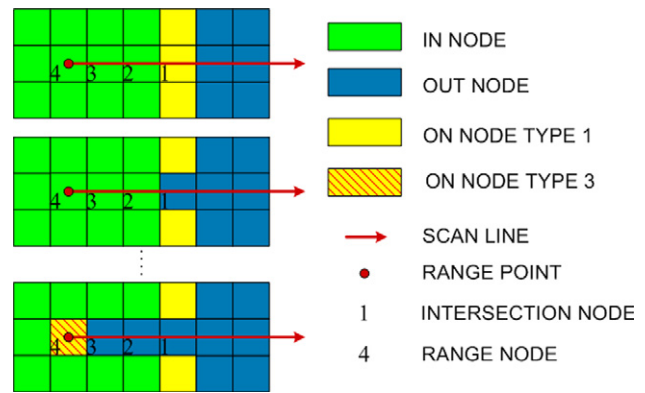 4 3 2 1
4 3 2 1
4 3 2 1
IN NODE
OUT NODE
ON NODE TYPE 1
ON NODE TYPE 3
SCAN LINE
RANGE POINT
1 INTERSECTION NODE
4 RANGE NODE